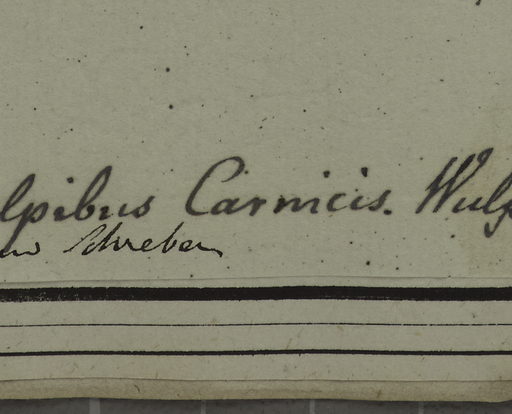 lpibus Carnicis. Wulf
Schreber